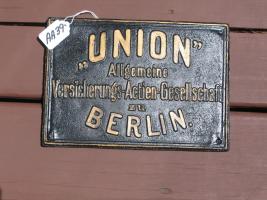 AA39-
„UNION”
Allgemeine
Versicherungs-Actien-Gesellschaft
zu
BERLIN.